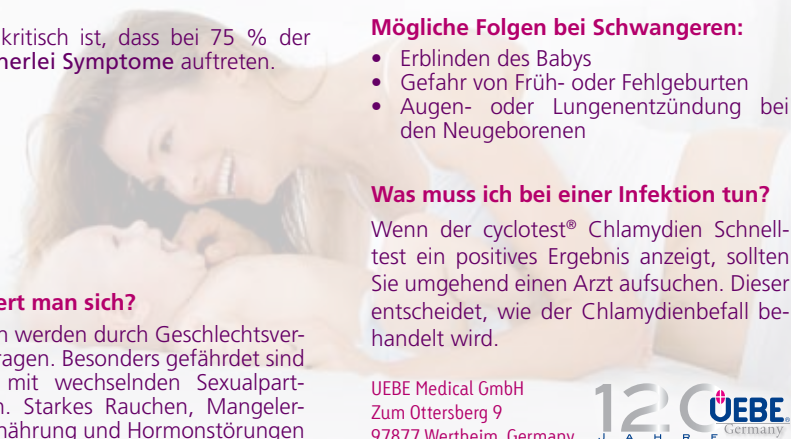 kritisch ist, dass bei 75 % der
nerlei Symptome auftreten.
ert man sich?
n werden durch Geschlechtsver-
ragen. Besonders gefährdet sind
mit wechselnden Sexualpart-
n. Starkes Rauchen, Mangeler-
nährung und Hormonstörungen
Mögliche Folgen bei Schwangeren:
• Erblinden des Babys
• Gefahr von Früh- oder Fehlgeburten
• Augen- oder Lungenentzündung bei
den Neugeborenen
Was muss ich bei einer Infektion tun?
Wenn der cyclotest® Chlamydien Schnell-
test ein positives Ergebnis anzeigt, sollten
Sie umgehend einen Arzt aufsuchen. Dieser
entscheidet, wie der Chlamydienbefall be-
handelt wird.
UEBE Medical GmbH
Zum Ottersberg 9
97877 Wertheim, Germany
120
JAHRE
UEBE®
Germany